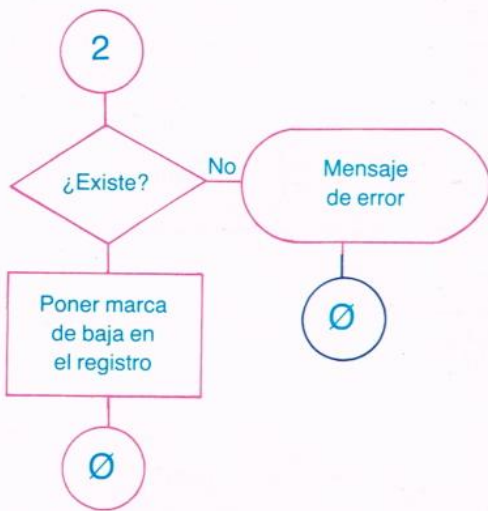 2
¿Existe?
No
Mensaje
de error
Poner marca
de baja en
el registro
Ø
Ø